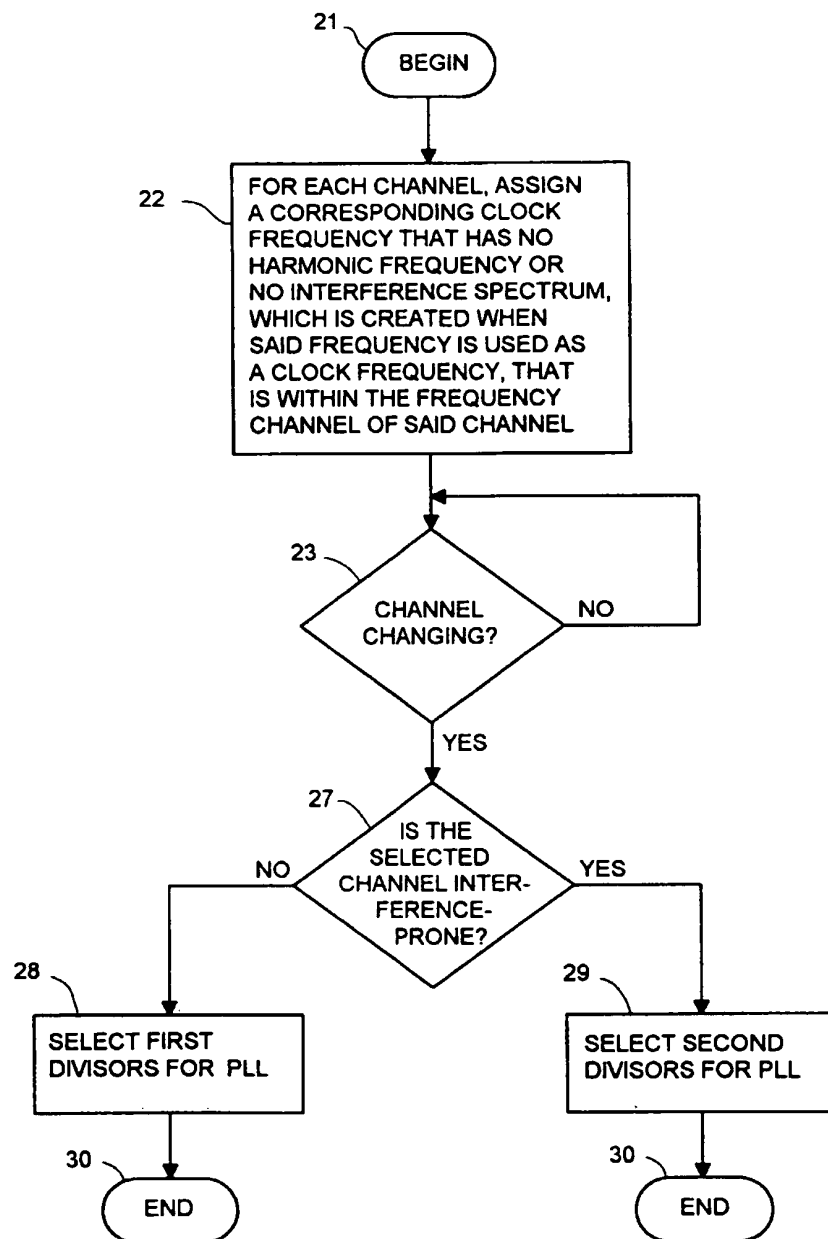 21
BEGIN
22
FOR EACH CHANNEL, ASSIGN
A CORRESPONDING CLOCK
FREQUENCY THAT HAS NO
HARMONIC FREQUENCY OR
NO INTERFERENCE SPECTRUM,
WHICH IS CREATED WHEN
SAID FREQUENCY IS USED AS
A CLOCK FREQUENCY, THAT
IS WITHIN THE FREQUENCY
CHANNEL OF SAID CHANNEL
23
CHANNEL
CHANGING?
NO
YES
27
IS THE
SELECTED
CHANNEL INTER-
FERENCE-
PRONE?
NO
YES
28
SELECT FIRST
DIVISORS FOR PLL
29
SELECT SECOND
DIVISORS FOR PLL
30
END
30
END